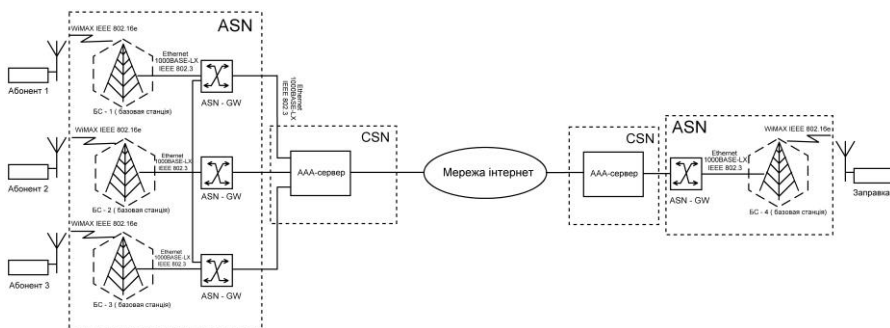 WiMAX IEEE 802.16e
ASN
Ethernet
1000BASE-LX
IEEE 802.3
Абонент 1
ASN - GW
БС - 1 ( базовая станція)
Ethernet
1000BASE-LX
IEEE 802.3
WiMAX IEEE 802.16e
Ethernet
1000BASE-LX
IEEE 802.3
Абонент 2
ASN - GW
БС - 2 ( базовая станція)
WiMAX IEEE 802.16e
Ethernet
1000BASE-LX
IEEE 802.3
Абонент 3
ASN - GW
БС - 3 ( базовая станція)
CSN
ААА-сервер
Мережа інтернет
CSN
ААА-сервер
ASN
WiMAX IEEE 802.16e
Ethernet
1000BASE-LX
IEEE 802.3
ASN - GW
БС - 4 ( базовая станція)
Заправка